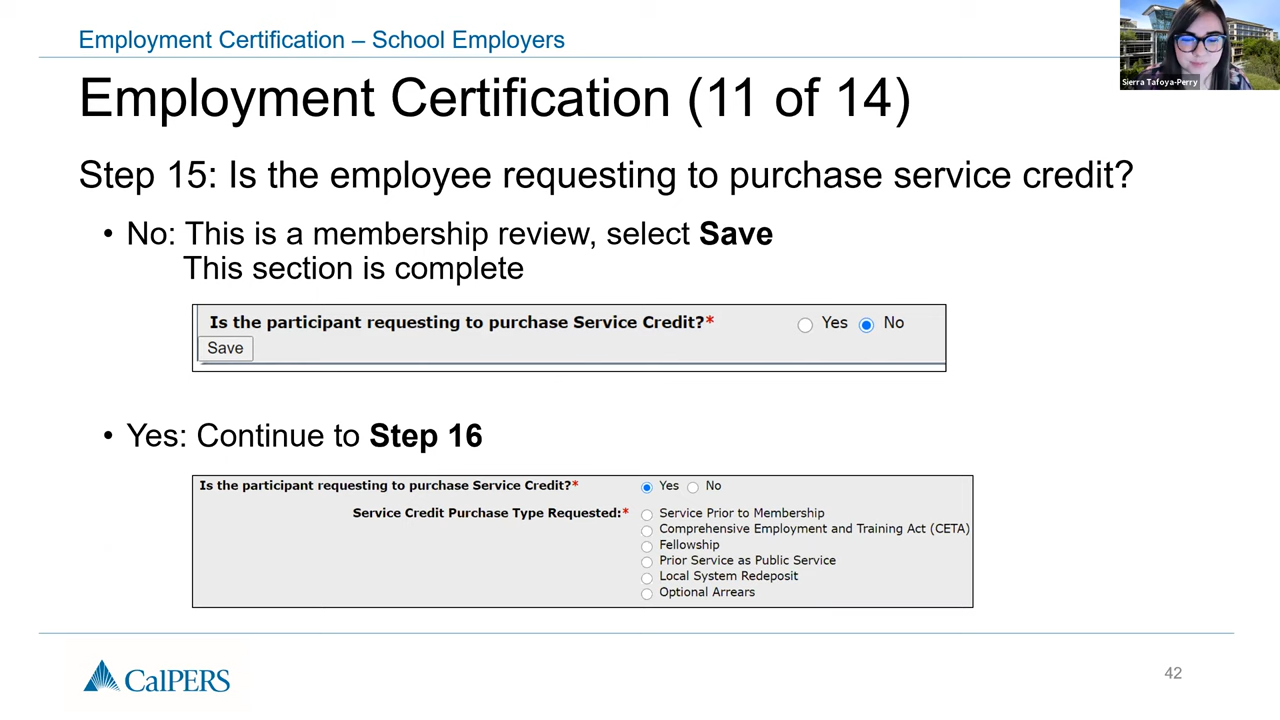 Employment Certification – School Employers
Sierra Tafoya-Perry
Employment Certification (11 of 14)
Step 15: Is the employee requesting to purchase service credit?
• No: This is a membership review, select Save
This section is complete
Is the participant requesting to purchase Service Credit?* Yes No
Save
• Yes: Continue to Step 16
Is the participant requesting to purchase Service Credit?* Yes No
Service Credit Purchase Type Requested:* Service Prior to Membership
Comprehensive Employment and Training Act (CETA)
Fellowship
Prior Service as Public Service
Local System Redeposit
Optional Arrears
CalPERS
42